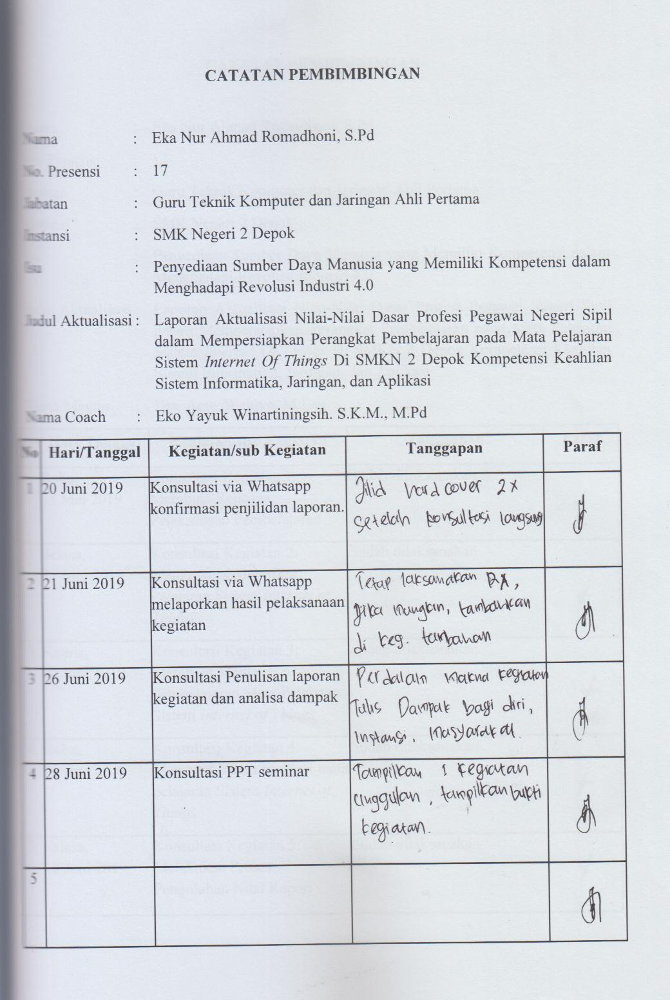 CATATAN PEMBIMBINGAN
Nama : Eka Nur Ahmad Romadhoni, S.Pd
No. Presensi : 17
Jabatan : Guru Teknik Komputer dan Jaringan Ahli Pertama
Instansi : SMK Negeri 2 Depok
Isu : Penyediaan Sumber Daya Manusia yang Memiliki Kompetensi dalam
Menghadapi Revolusi Industri 4.0
Judul Aktualisasi : Laporan Aktualisasi Nilai-Nilai Dasar Profesi Pegawai Negeri Sipil
dalam Mempersiapkan Perangkat Pembelajaran pada Mata Pelajaran
Sistem Internet Of Things Di SMKN 2 Depok Kompetensi Keahlian
Sistem Informatika, Jaringan, dan Aplikasi
Nama Coach : Eko Yayuk Winartiningsih. S.K.M., M.Pd
No Hari/Tanggal Kegiatan/sub Kegiatan Tanggapan Paraf
1 20 Juni 2019 Konsultasi via Whatsapp
konfirmasi penjilidan laporan.
Jilid hard cover 2x
setelah konsultasi langsung
2 21 Juni 2019 Konsultasi via Whatsapp
melaporkan hasil pelaksanaan
kegiatan
Tetap laksanakan RA,
jika mungkin, tambahkan
di keg. tambahan
3 26 Juni 2019 Konsultasi Penulisan laporan
kegiatan dan analisa dampak
Perdalam makna kegiatan
Tulis Dampak bagi diri,
instansi, masyarakat.
4 28 Juni 2019 Konsultasi PPT seminar
Tampilkan 1 kegiatan
unggulan, tampilkan bukti
kegiatan.
5